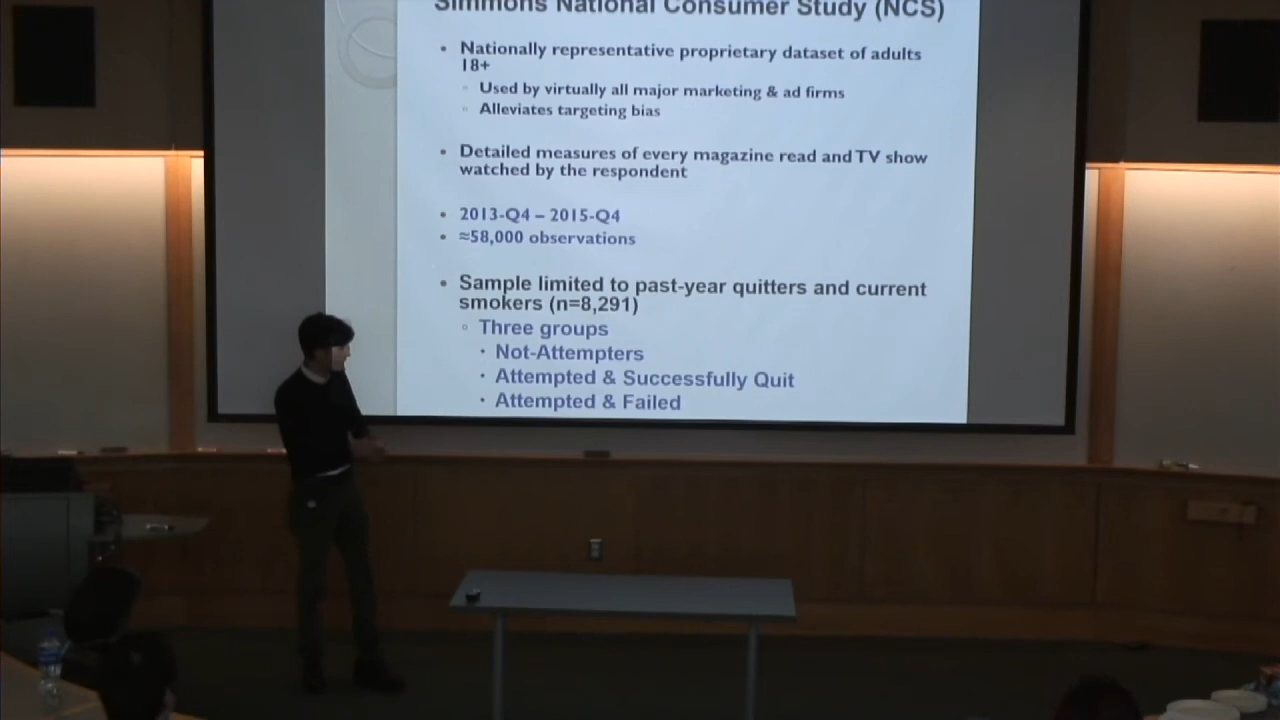 Simmons National Consumer Study (NCS)
• Nationally representative proprietary dataset of adults
18+
◦ Used by virtually all major marketing & ad firms
◦ Alleviates targeting bias
• Detailed measures of every magazine read and TV show
watched by the respondent
• 2013-Q4 – 2015-Q4
• ≈58,000 observations
• Sample limited to past-year quitters and current
smokers (n=8,291)
◦ Three groups
• Not-Attempters
• Attempted & Successfully Quit
• Attempted & Failed